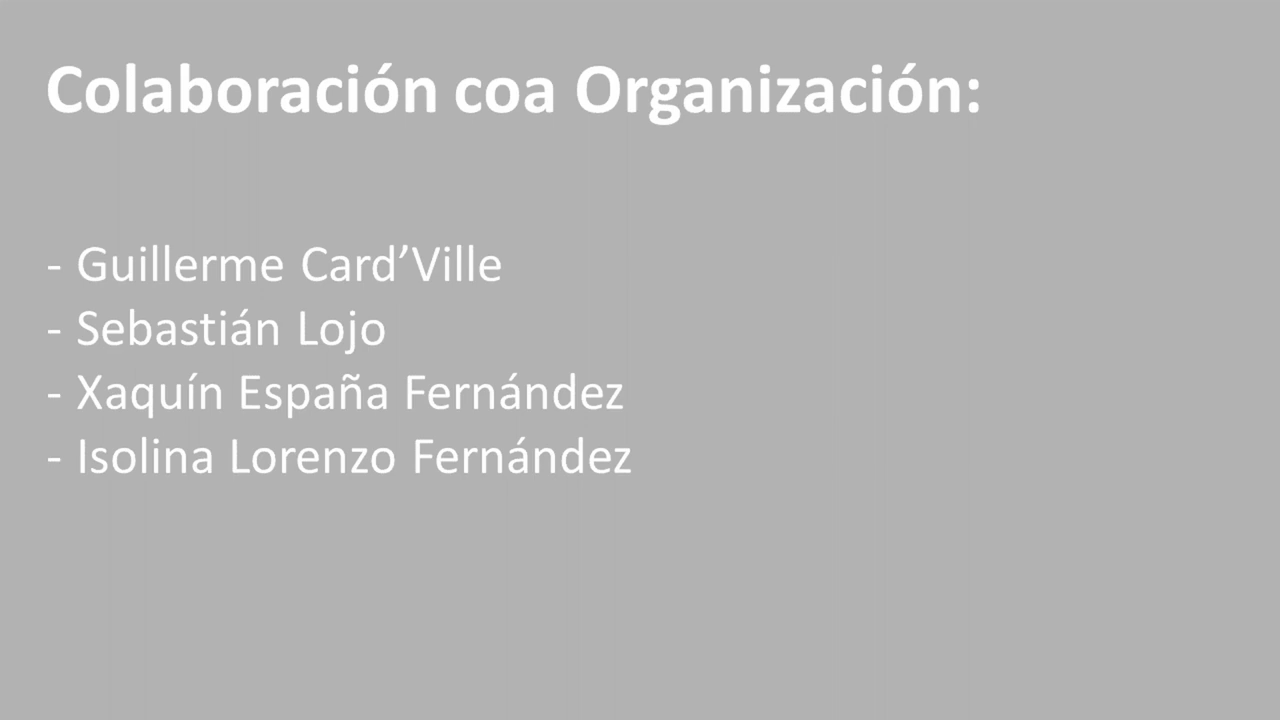 Colaboración coa Organización:
- Guillerme Card’Ville
- Sebastián Lojo
- Xaquín España Fernández
- Isolina Lorenzo Fernández